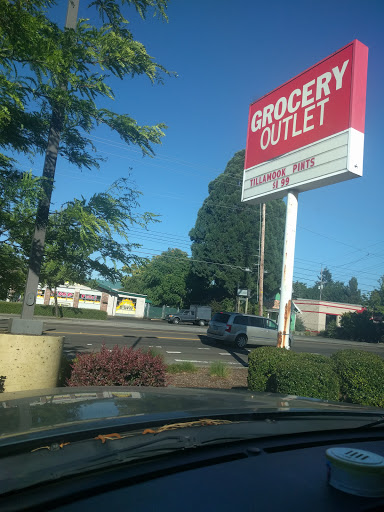 GROCERY
OUTLET
TILLAMOOK PINTS
$1.99